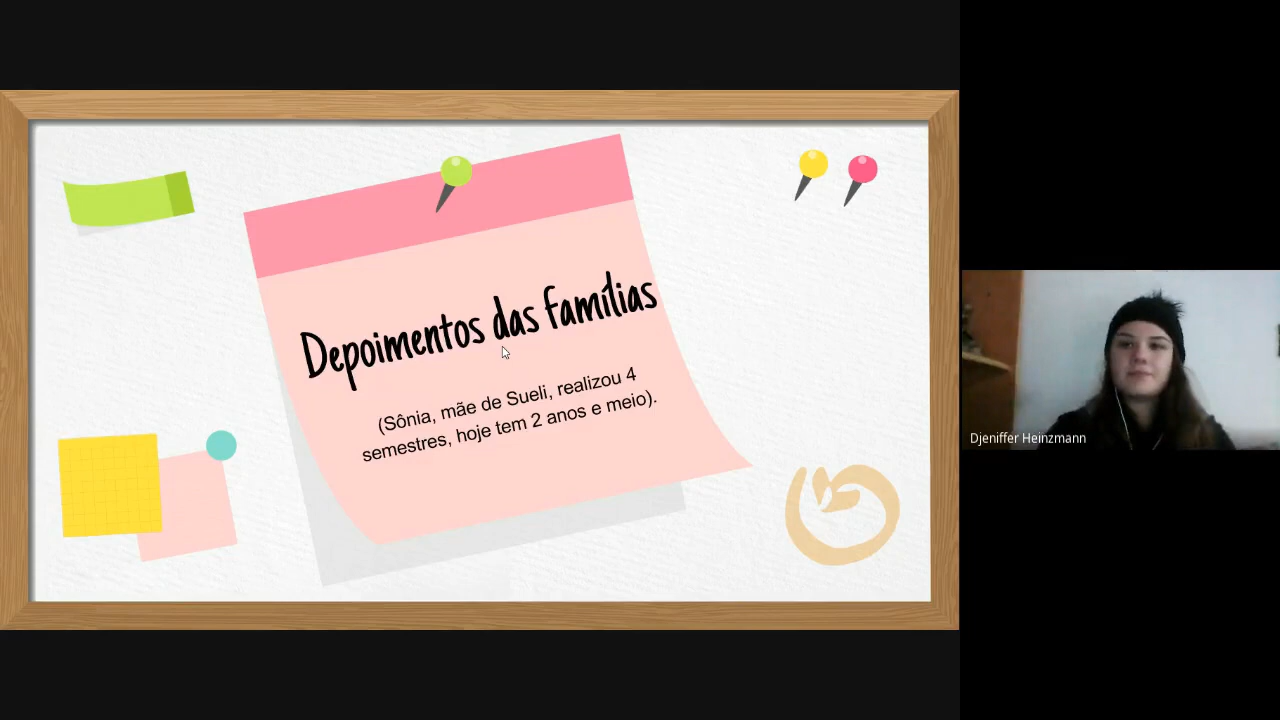 Depoimentos das famílias
(Sônia, mãe de Sueli, realizou 4
semestres, hoje tem 2 anos e meio).
Djeniffer Heinzmann